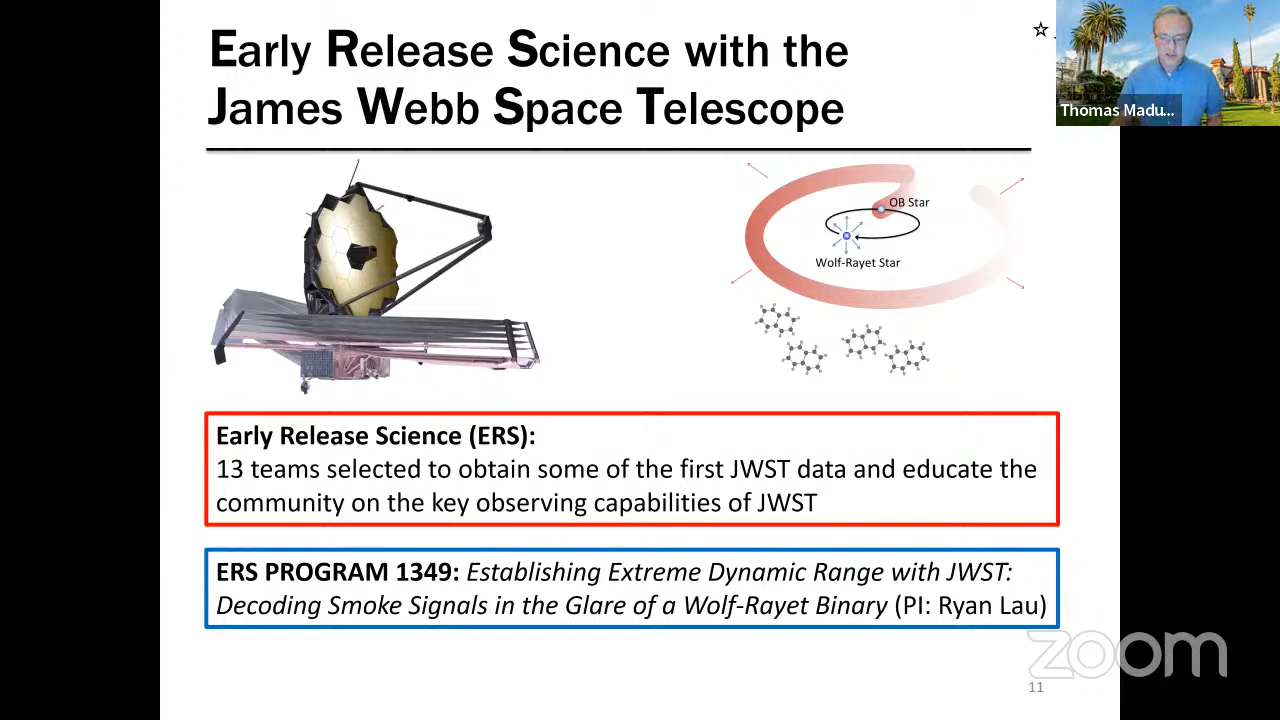 Early Release Science with the
James Webb Space Telescope
Thomas Madu...
OB Star
Wolf-Rayet Star
Early Release Science (ERS):
13 teams selected to obtain some of the first JWST data and educate the
community on the key observing capabilities of JWST
ERS PROGRAM 1349: Establishing Extreme Dynamic Range with JWST:
Decoding Smoke Signals in the Glare of a Wolf-Rayet Binary (PI: Ryan Lau)
zoom
11